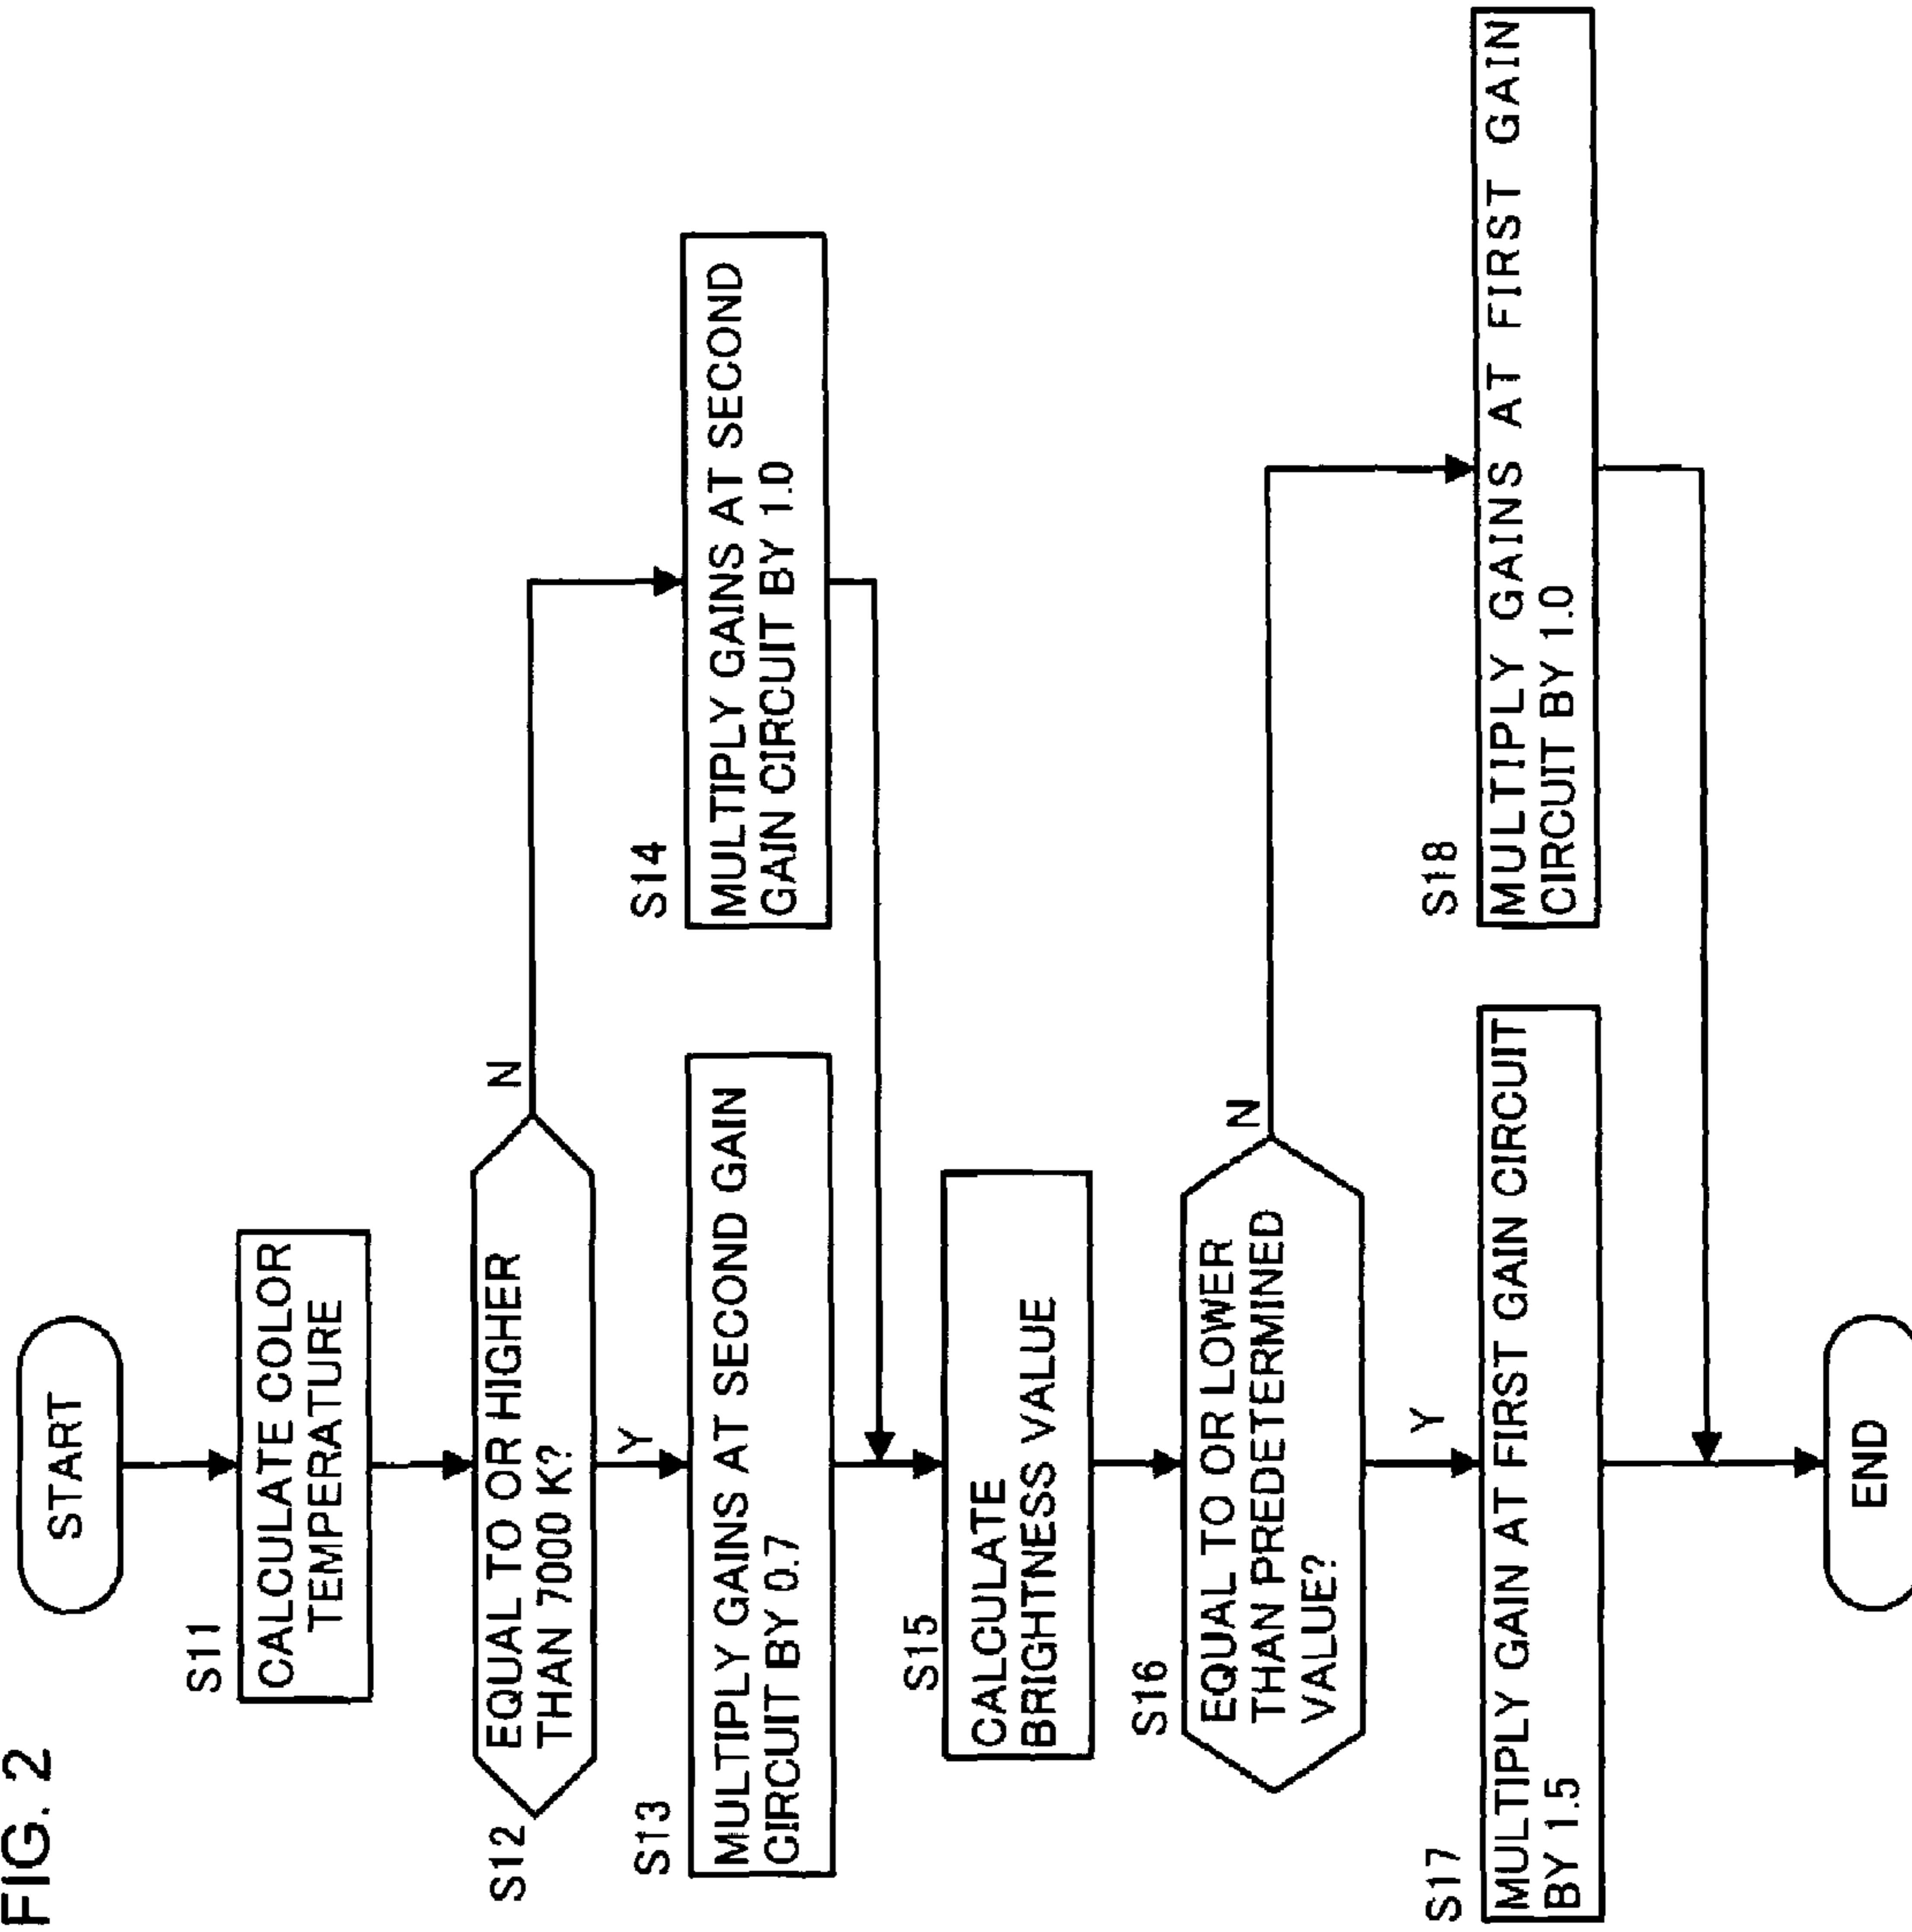 FIG. 2
START
S11
CALCULATE COLOR
TEMPERATURE
S12
EQUAL TO OR HIGHER
THAN 7000 K?
N
Y
S13
MULTIPLY GAINS AT SECOND GAIN
CIRCUIT BY 0.7
S14
MULTIPLY GAINS AT SECOND
GAIN CIRCUIT BY 1.0
S15
CALCULATE
BRIGHTNESS VALUE
S16
EQUAL TO OR LOWER
THAN PREDETERMINED
VALUE?
N
Y
S17
MULTIPLY GAIN AT FIRST GAIN CIRCUIT
BY 1.5
S18
MULTIPLY GAINS AT FIRST GAIN
CIRCUIT BY 1.0
END